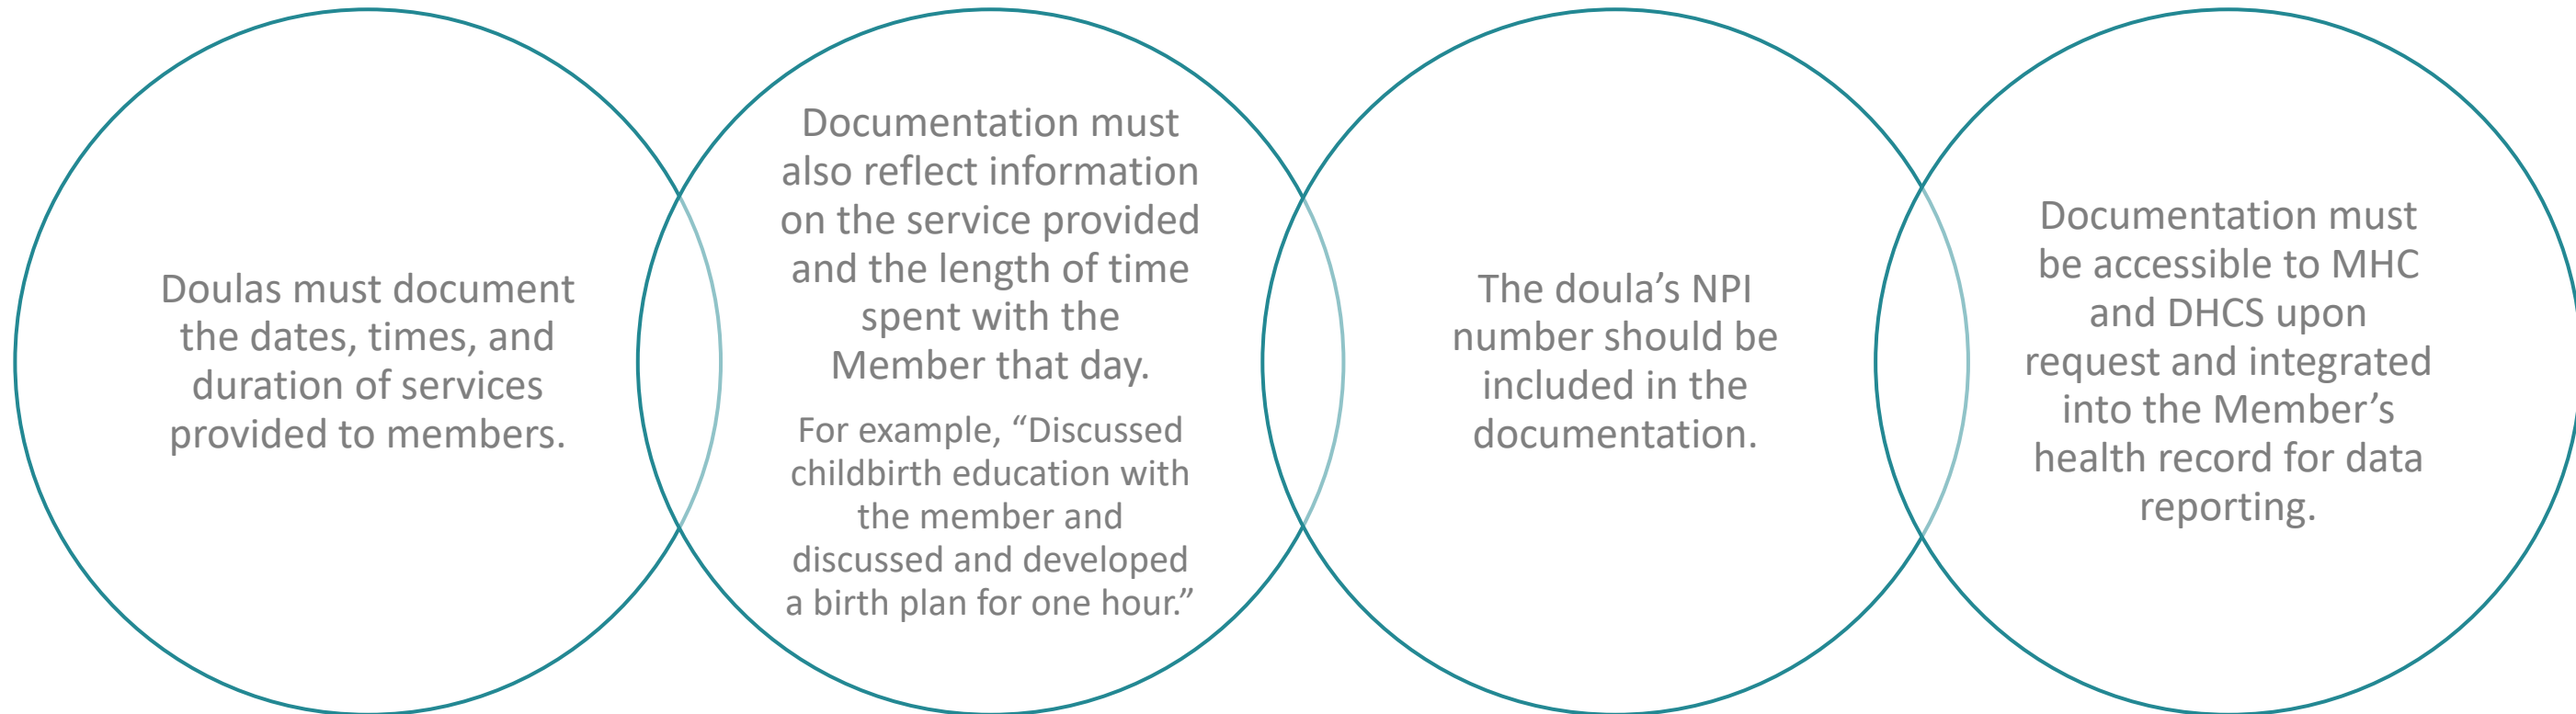 Doulas must document
the dates, times, and
duration of services
provided to members.
Documentation must
also reflect information
on the service provided
and the length of time
spent with the
Member that day.
For example, “Discussed
childbirth education with
the member and
discussed and developed
a birth plan for one hour.”
The doula’s NPI
number should be
included in the
documentation.
Documentation must
be accessible to MHC
and DHCS upon
request and integrated
into the Member’s
health record for data
reporting.